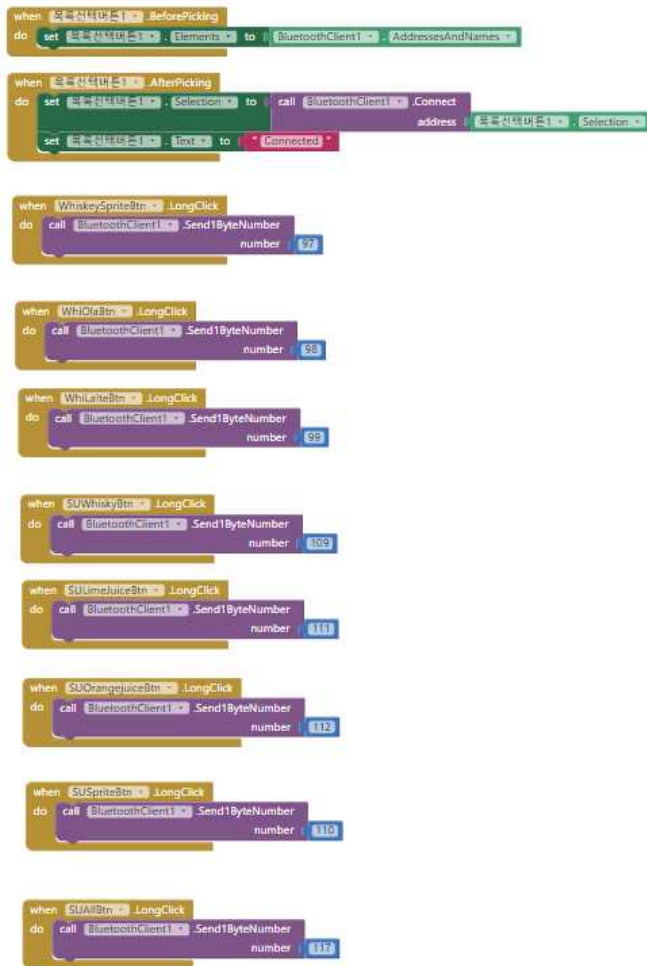 when 목록선택버튼1 .BeforePicking
do set 목록선택버튼1 . Elements to BluetoothClient1 . AddressesAndNames
when 목록선택버튼1 .AfterPicking
do set 목록선택버튼1 . Selection to call BluetoothClient1 .Connect
address 목록선택버튼1 . Selection
set 목록선택버튼1 . Text to " Connected "
when WhiskeySpriteBtn .LongClick
do call BluetoothClient1 .Send1ByteNumber
number 97
when WhiOlaBtn .LongClick
do call BluetoothClient1 .Send1ByteNumber
number 98
when .LongClick
do call BluetoothClient1 .Send1ByteNumber
number 99
when SUWhiskyBtn .LongClick
do call BluetoothClient1 .Send1ByteNumber
number 109
when SULimeJuiceBtn .LongClick
do call BluetoothClient1 .Send1ByteNumber
number 111
when SUOrangejuiceBtn .LongClick
do call BluetoothClient1 .Send1ByteNumber
number 112
when SUSpriteBtn .LongClick
do call BluetoothClient1 .Send1ByteNumber
number 110
when SUAllBtn .LongClick
do call BluetoothClient1 .Send1ByteNumber
number 117